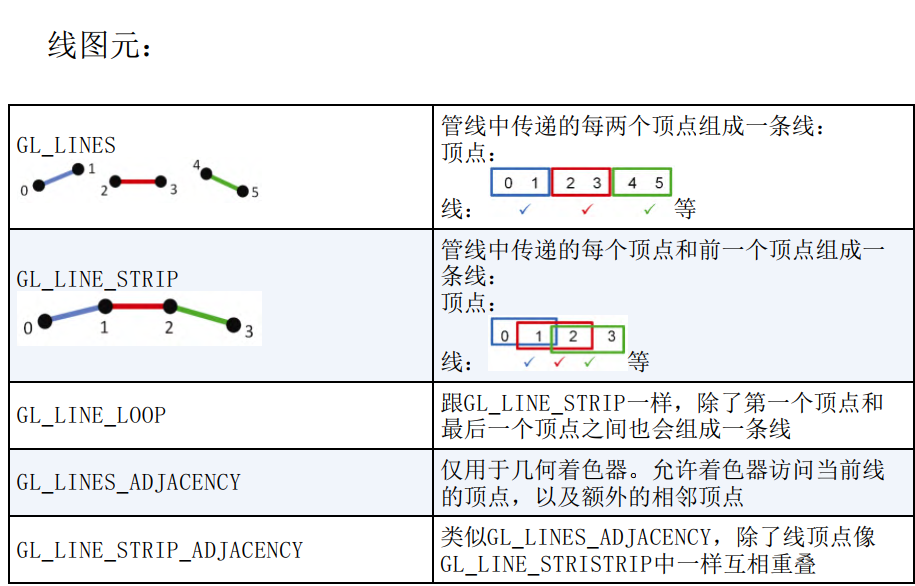 线图元:
GL_LINES
0 1 2 3 4 5
管线中传递的每两个顶点组成一条线:
顶点:
0 1 2 3 4 5
线: ✓ ✓ ✓ 等
GL_LINE_STRIP
0 1 2 3
管线中传递的每个顶点和前一个顶点组成一
条线:
顶点:
0 1 2 3
线: ✓ ✓ ✓ 等
GL_LINE_LOOP
跟GL_LINE_STRIP一样,除了第一个顶点和
最后一个顶点之间也会组成一条线
GL_LINES_ADJACENCY
仅用于几何着色器。允许着色器访问当前线
的顶点,以及额外的相邻顶点
GL_LINE_STRIP_ADJACENCY
类似GL_LINES_ADJACENCY,除了线顶点像
GL_LINE_STRISTRIP中一样互相重叠